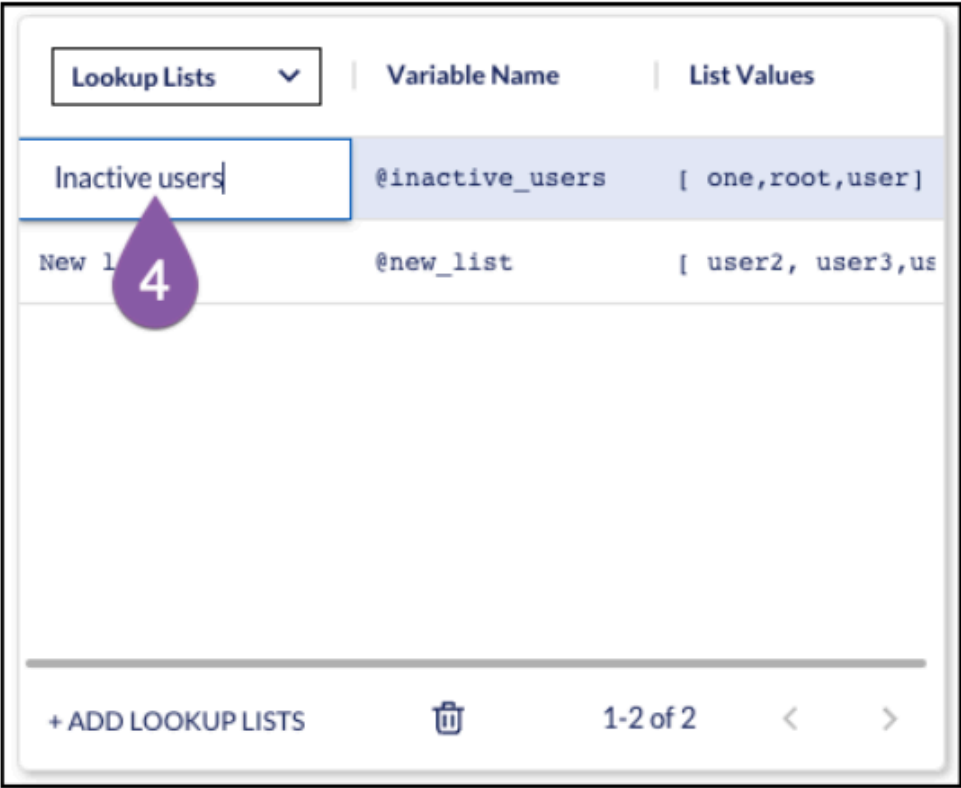 Lookup Lists Variable Name List Values
Inactive users @inactive_users [ one,root,user]
New l @new_list [ user2, user3,us
4
+ ADD LOOKUP LISTS 1-2 of 2